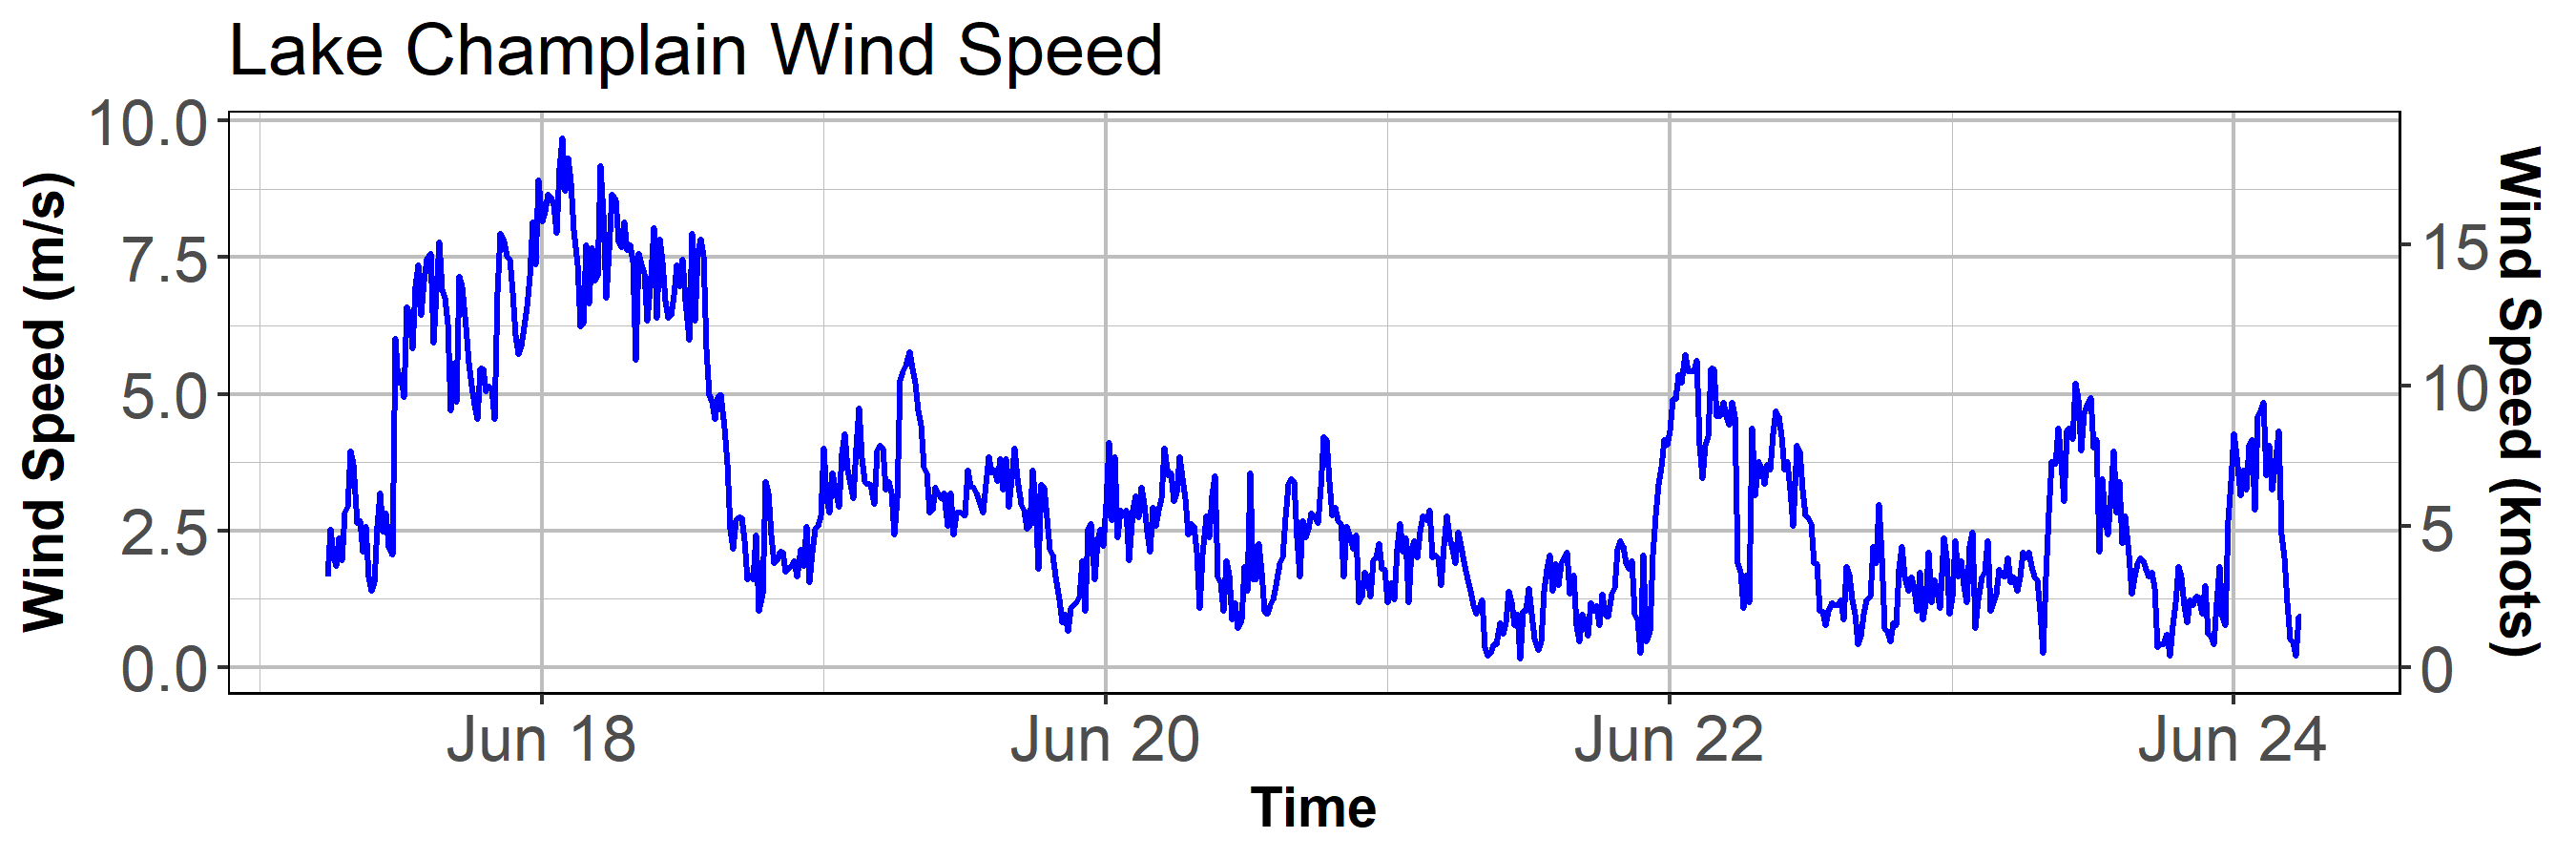 Lake Champlain Wind Speed
10.0
7.5
5.0
2.5
0.0
Wind Speed (m/s)
15
10
5
0
Wind Speed (knots)
Jun 18
Jun 20
Jun 22
Jun 24
Time